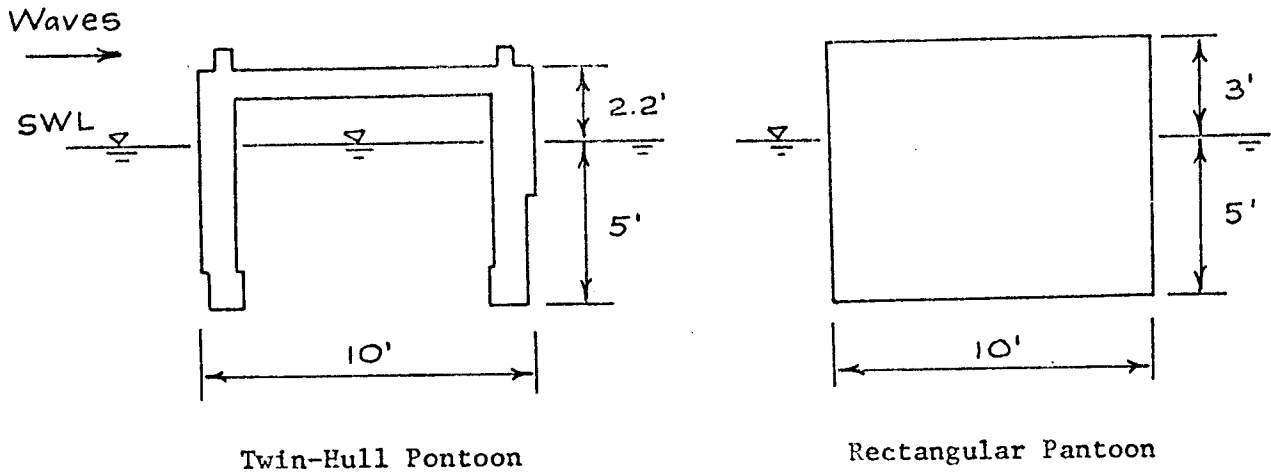 Waves
SWL
2.2'
5'
10'
Twin-Hull Pontoon
3'
5'
10'
Rectangular Pantoon